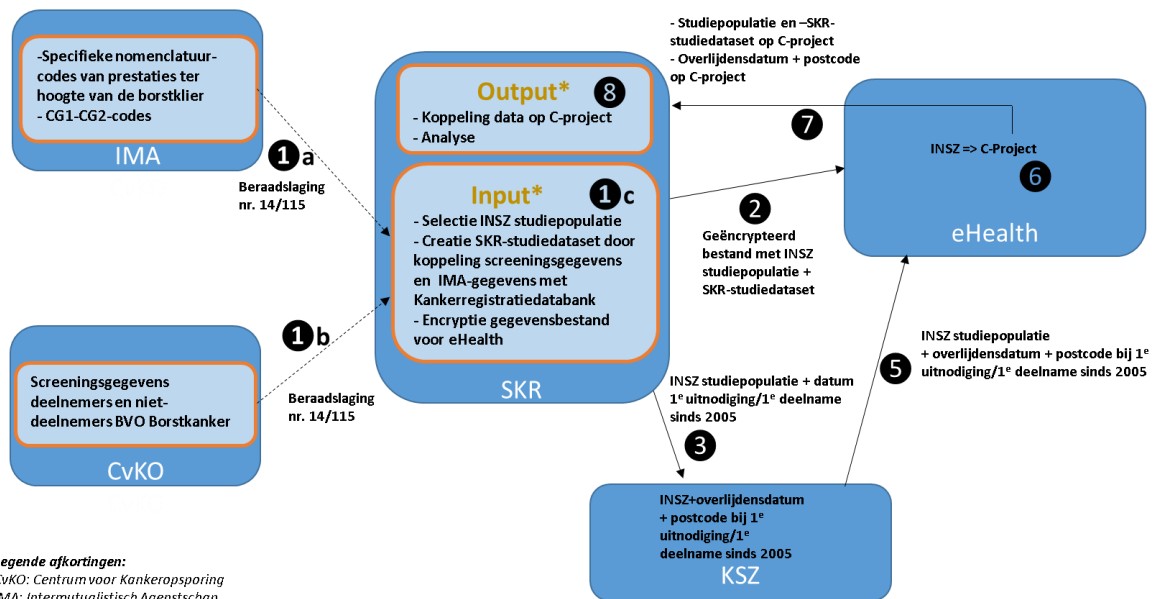 -Specifieke nomenclatuur-
codes van prestaties ter
hoogte van de borstklier
- CG1-CG2-codes
IMA
1a
Beraadslaging
nr. 14/115
Screeningsgegevens
deelnemers en niet-
deelnemers BVO Borstkanker
CvKO
1b
Beraadslaging
nr. 14/115
Output* 8
- Koppeling data op C-project
- Analyse
Input* 1c
- Selectie INSZ studiepopulatie
- Creatie SKR-studiedataset door
koppeling screeningsgegevens
en IMA-gegevens met
Kankerregistratiedatabank
- Encryptie gegevensbestand
voor eHealth
SKR
- Studiepopulatie en –SKR-
studiedataset op C-project
- Overlijdensdatum + postcode
op C-project
7
INSZ => C-Project
6
eHealth
2
Geëncrypteerd
bestand met INSZ
studiepopulatie +
SKR-studiedataset
INSZ studiepopulatie + datum
1e uitnodiging/1e deelname
sinds 2005
3
INSZ studiepopulatie
+ overlijdensdatum + postcode bij 1e
uitnodiging/1e deelname sinds 2005
5
INSZ+overlijdensdatum
+ postcode bij 1e
uitnodiging/1e
deelname sinds 2005
KSZ
egende afkortingen:
CvKO: Centrum voor Kankeropsporing
IMA: Intermutualistisch Agenstschap